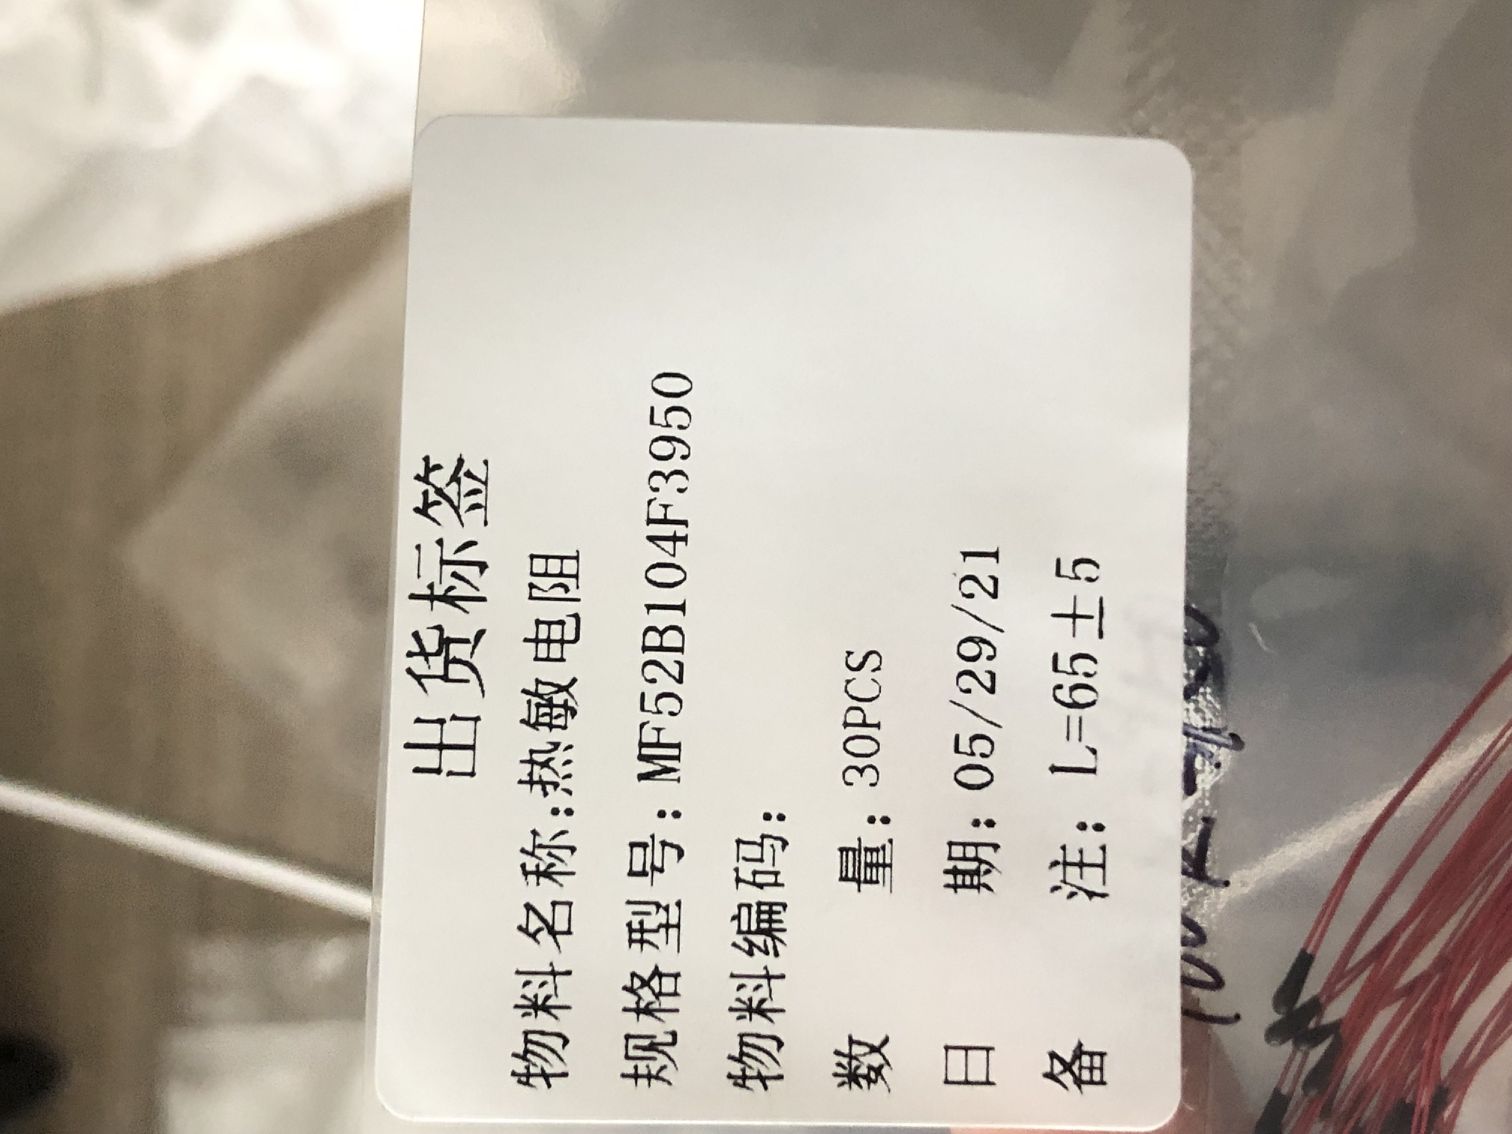 出货标签
物料名称:热敏电阻
规格型号: MF52B104F3950
物料编码:
数 量: 30PCS
日 期: 05/29/21
备 注: L=65±5